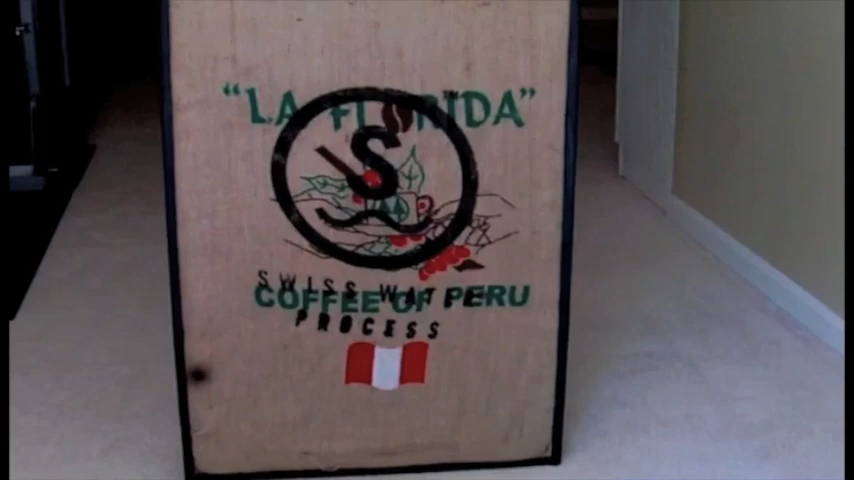 "LA FLORIDA"
S
SWISS WATER
COFFEE OF PERU
PROCESS